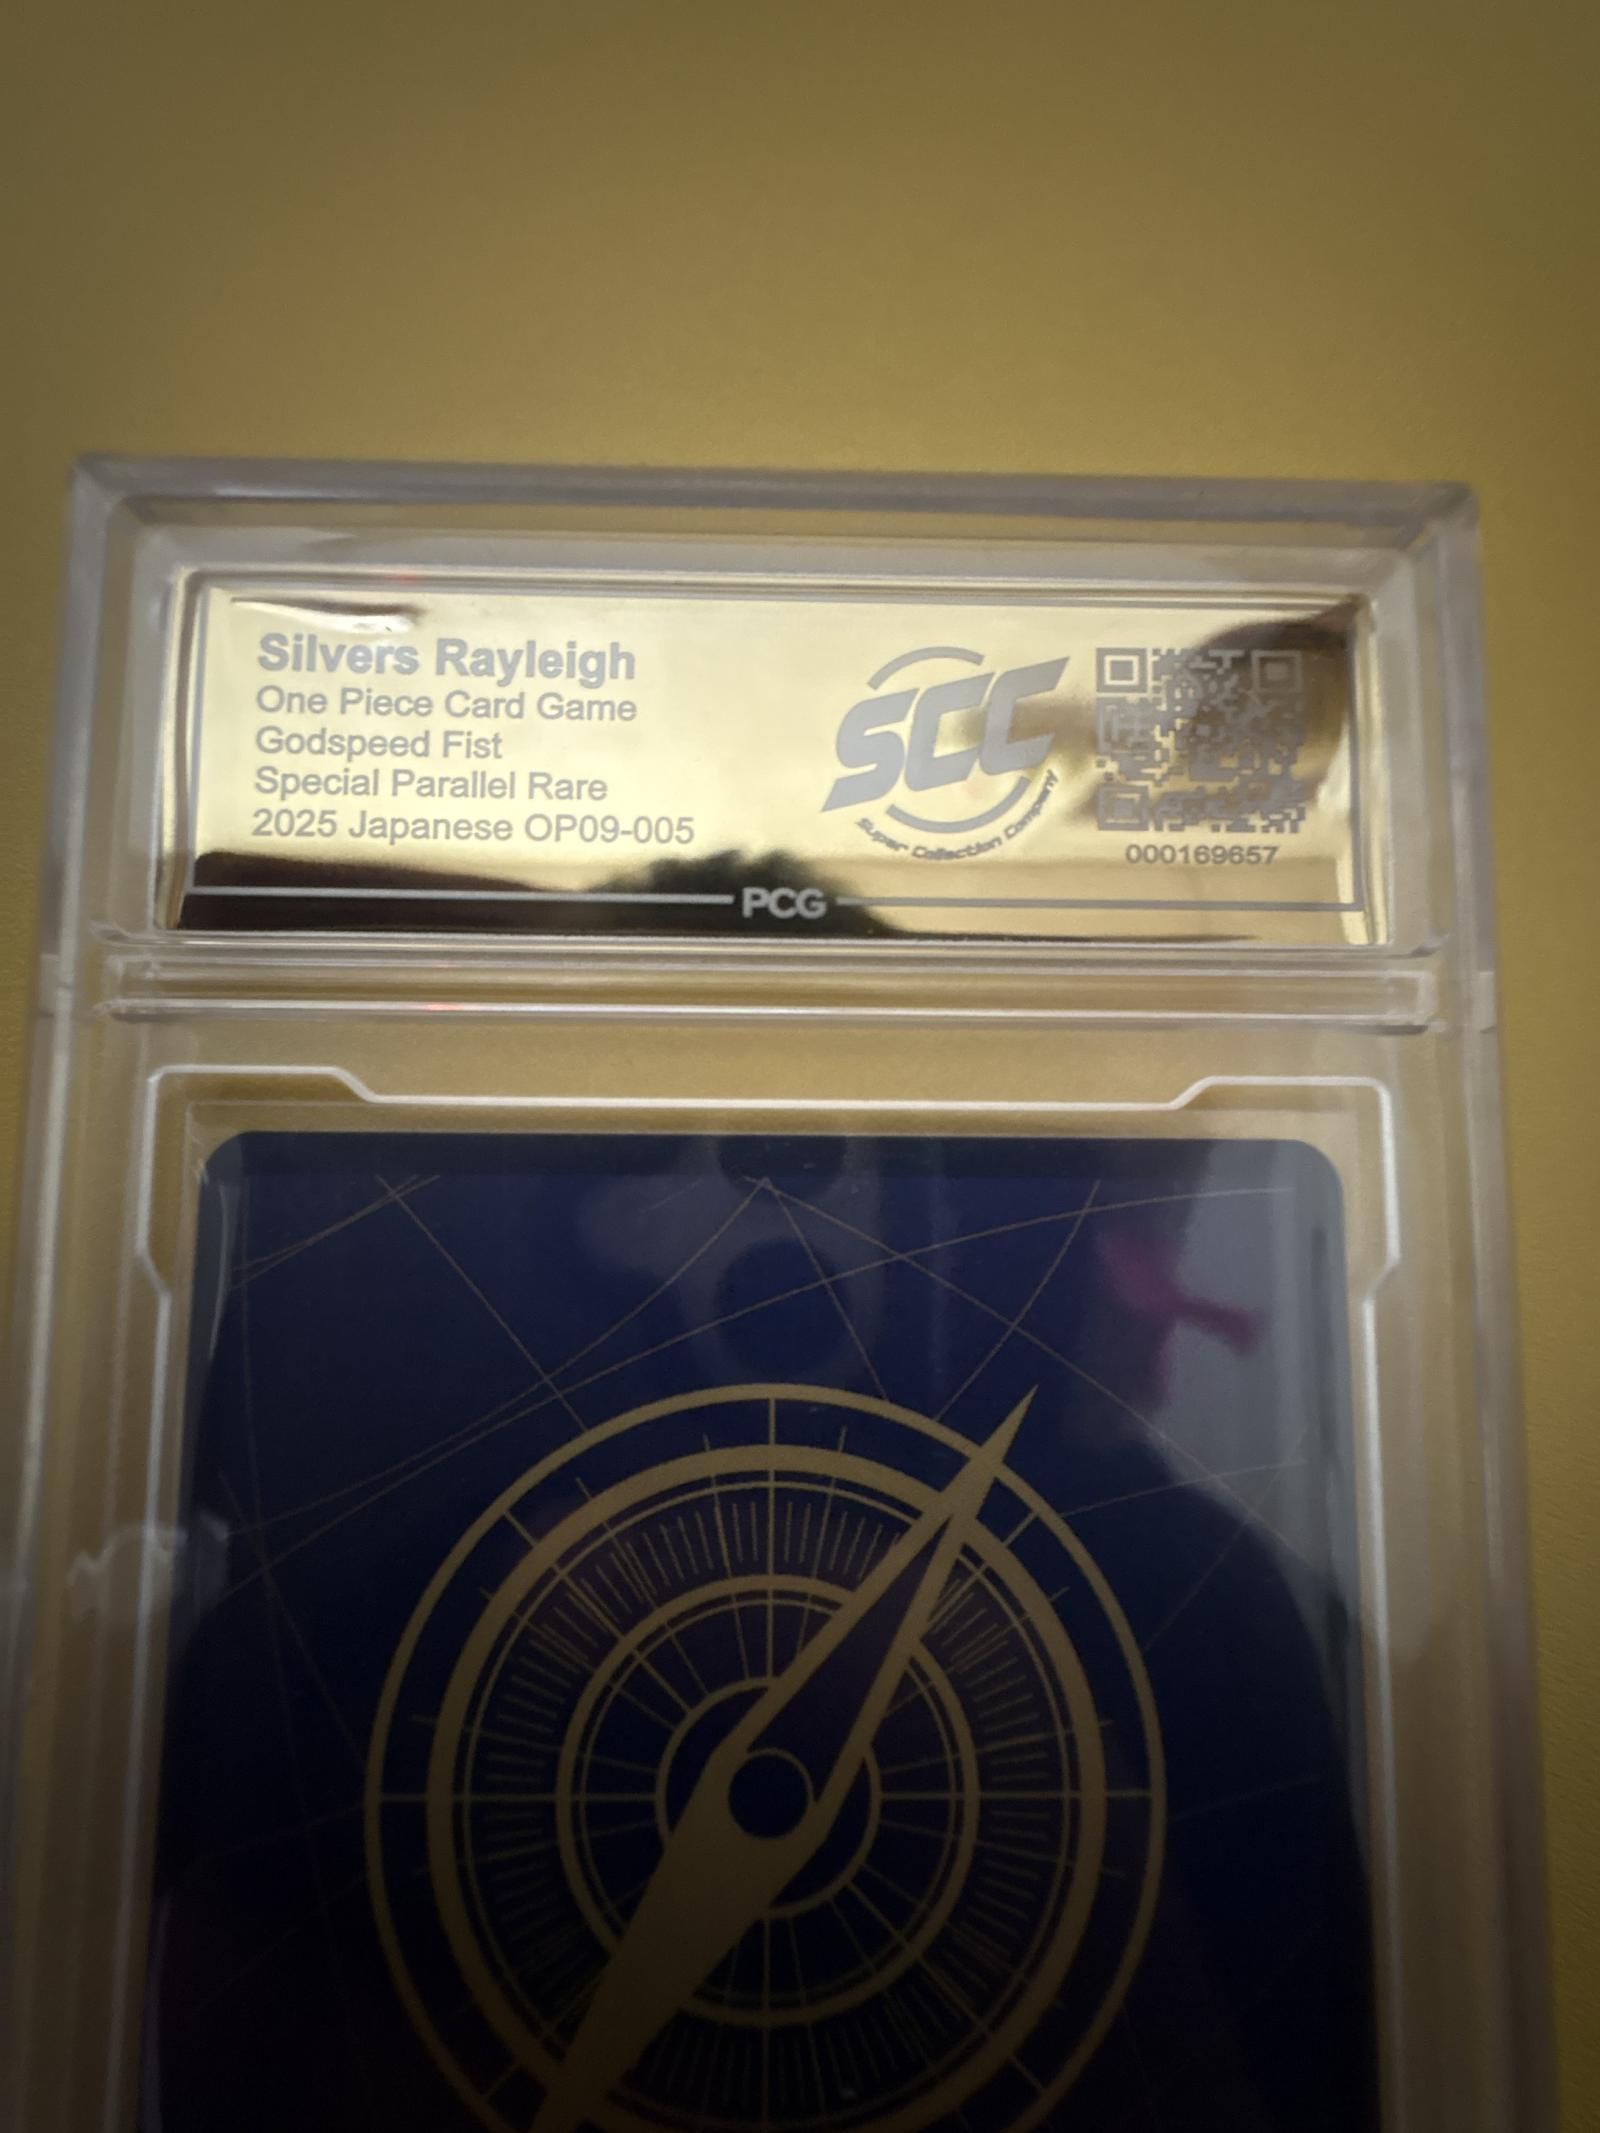 Silvers Rayleigh
One Piece Card Game
Godspeed Fist
Special Parallel Rare
2025 Japanese OP09-005
SCC
Super Collection Company
000169657
PCG